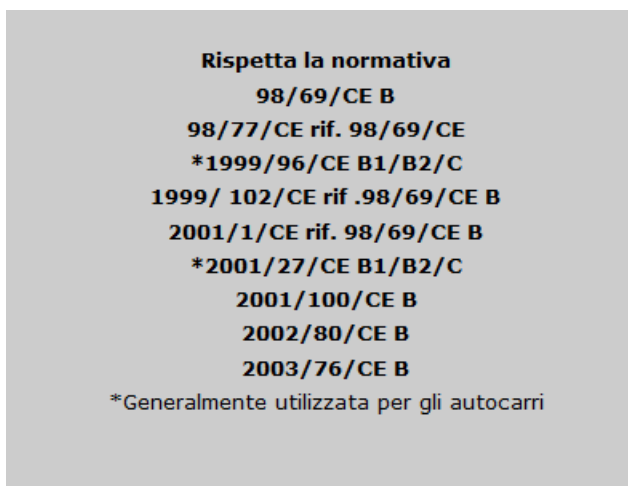 Rispetta la normativa
98/69/CE B
98/77/CE rif. 98/69/CE
*1999/96/CE B1/B2/C
1999/ 102/CE rif .98/69/CE B
2001/1/CE rif. 98/69/CE B
*2001/27/CE B1/B2/C
2001/100/CE B
2002/80/CE B
2003/76/CE B
*Generalmente utilizzata per gli autocarri